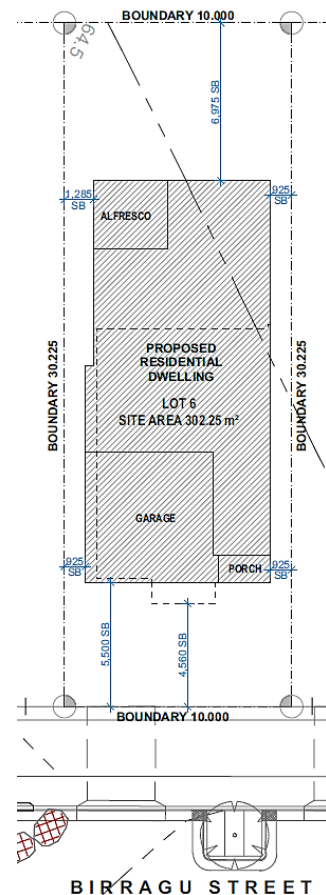 BOUNDARY 10.000
64.5
6,975 SB
1,285
SB
925
SB
ALFRESCO
BOUNDARY 30.225
BOUNDARY 30.225
PROPOSED
RESIDENTIAL
DWELLING
LOT 6
SITE AREA 302.25 m²
GARAGE
925
SB
PORCH
925
SB
5,500 SB
4,560 SB
BOUNDARY 10.000
BIRRAGU STREET